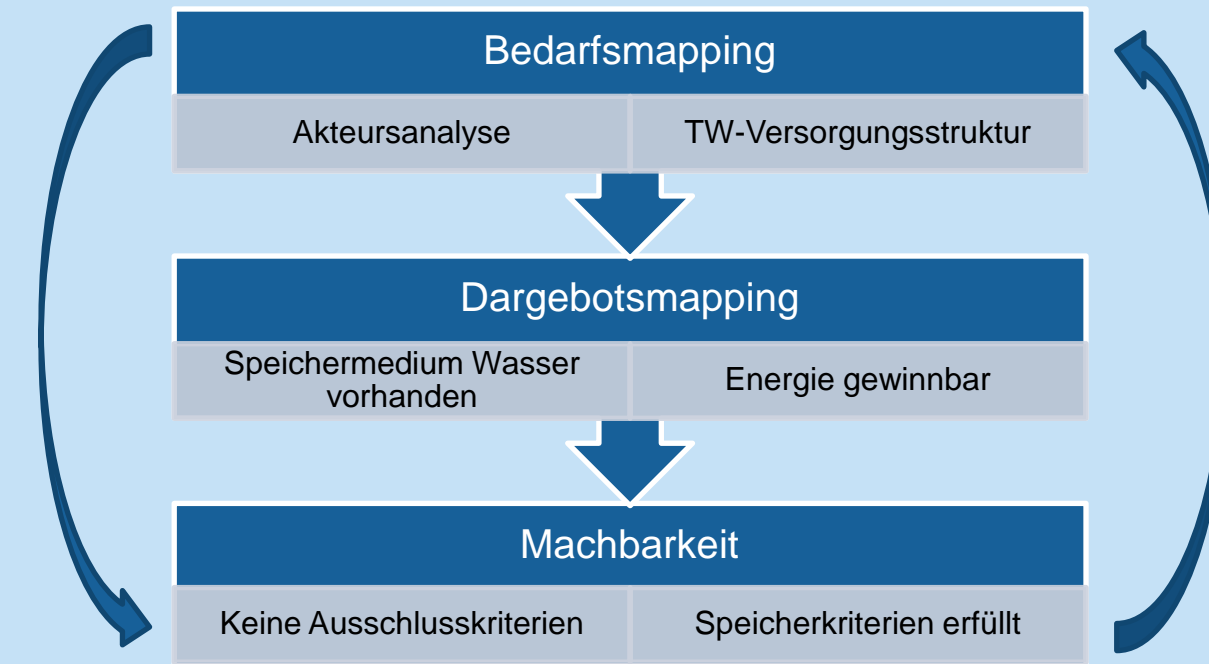 Bedarfsmapping
Akteursanalyse
TW-Versorgungsstruktur
Dargebotsmapping
Speichermedium Wasser
vorhanden
Energie gewinnbar
Machbarkeit
Keine Ausschlusskriterien
Speicherkriterien erfüllt